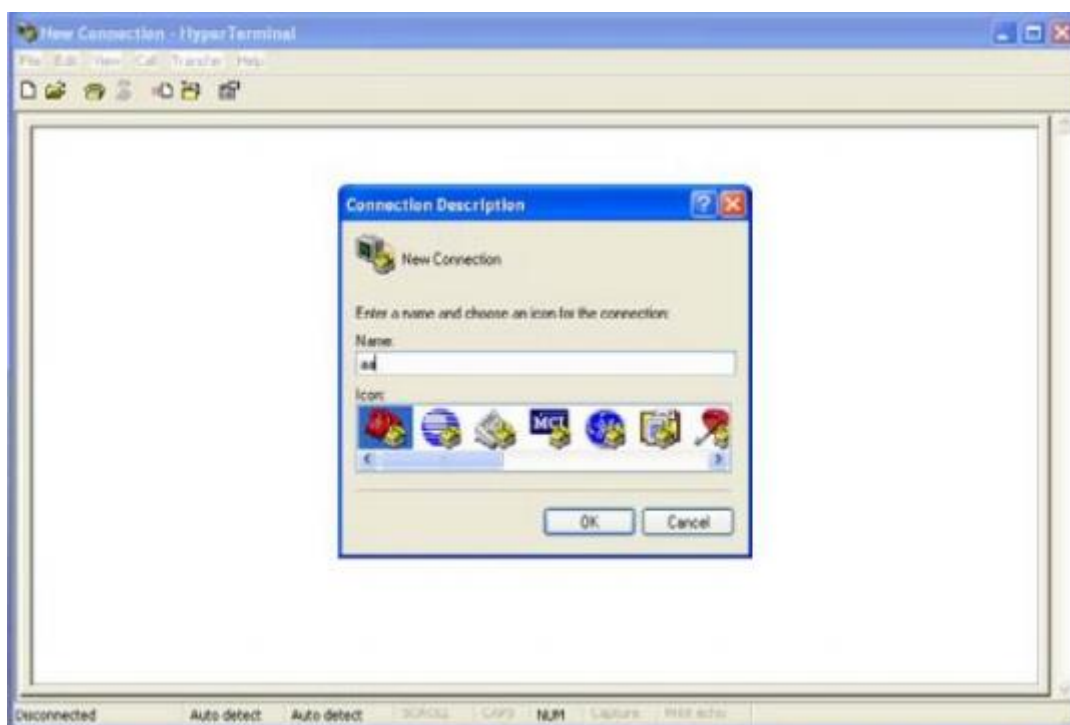 New Connection - HyperTerminal
File Edit View Call Transfer Help
Connection Description
New Connection
Enter a name and choose an icon for the connection:
Name:
aa
Icon:
MCI
OK Cancel
Disconnected Auto detect Auto detect SCROLL CAPS NUM Capture Print echo